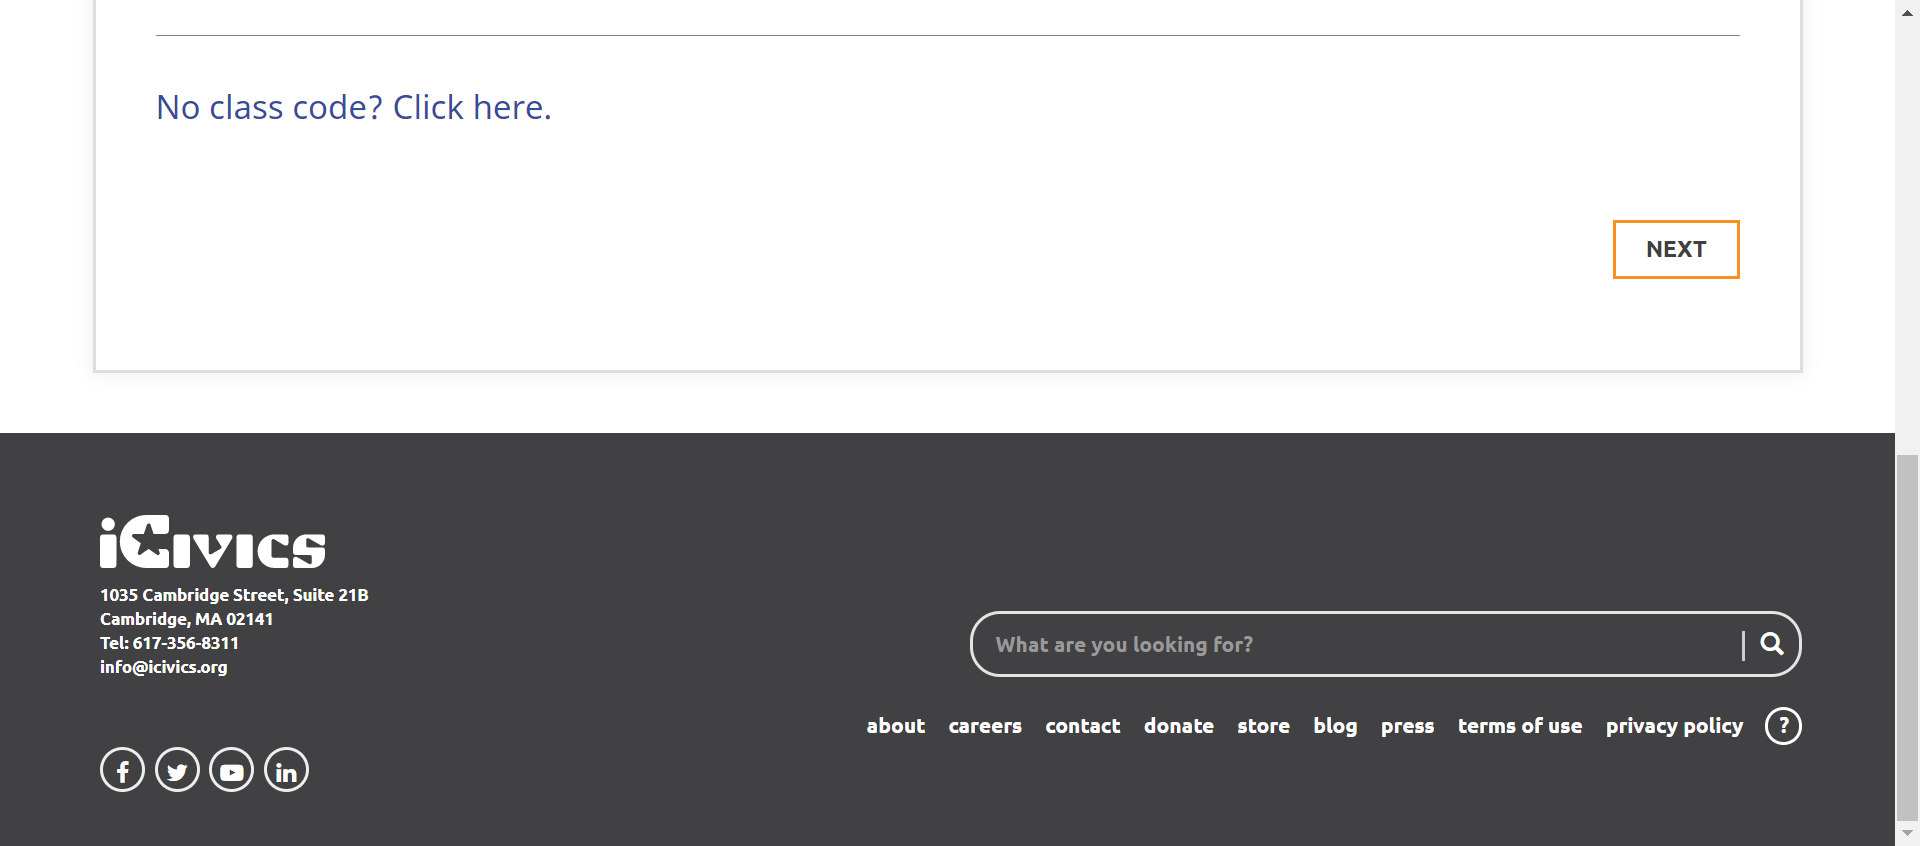 No class code? Click here.
NEXT
iCivics
1035 Cambridge Street, Suite 21B
Cambridge, MA 02141
Tel: 617-356-8311
info@icivics.org
What are you looking for?
about careers contact donate store blog press terms of use privacy policy ?